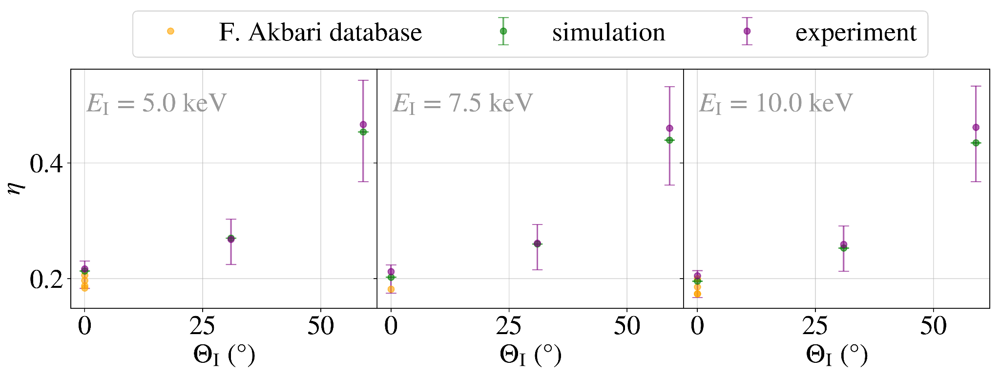 F. Akbari database simulation experiment
E_I = 5.0 keV E_I = 7.5 keV E_I = 10.0 keV
0.4
η
0.2
0 25 50 0 25 50 0 25 50
Θ_I (°) Θ_I (°) Θ_I (°)